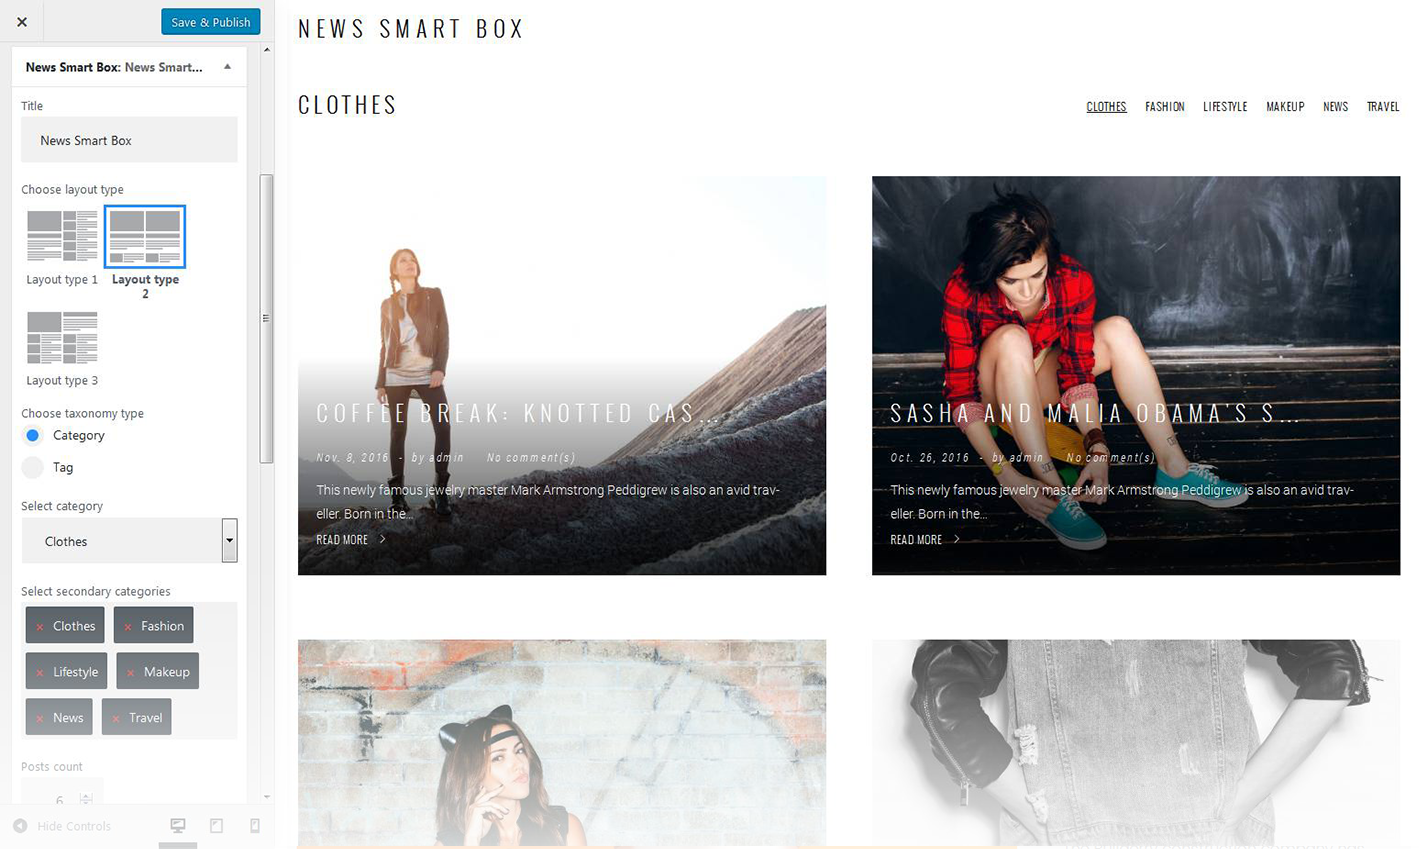 Save & Publish
News Smart Box: News Smart...
Title
News Smart Box
Choose layout type
Layout type 1
Layout type
2
Layout type 3
Choose taxonomy type
Category
Tag
Select category
Clothes
Select secondary categories
× Clothes × Fashion
× Lifestyle × Makeup
× News × Travel
Posts count
6
Hide Controls
NEWS SMART BOX
CLOTHES
CLOTHES FASHION LIFESTYLE MAKEUP NEWS TRAVEL
COFFEE BREAK: KNOTTED CAS...
Nov. 8, 2016 - by admin No comment(s)
This newly famous jewelry master Mark Armstrong Peddigrew is also an avid trav-
eller. Born in the...
READ MORE
SASHA AND MALIA OBAMA'S S...
Oct. 26, 2016 - by admin No comment(s)
This newly famous jewelry master Mark Armstrong Peddigrew is also an avid trav-
eller. Born in the...
READ MORE